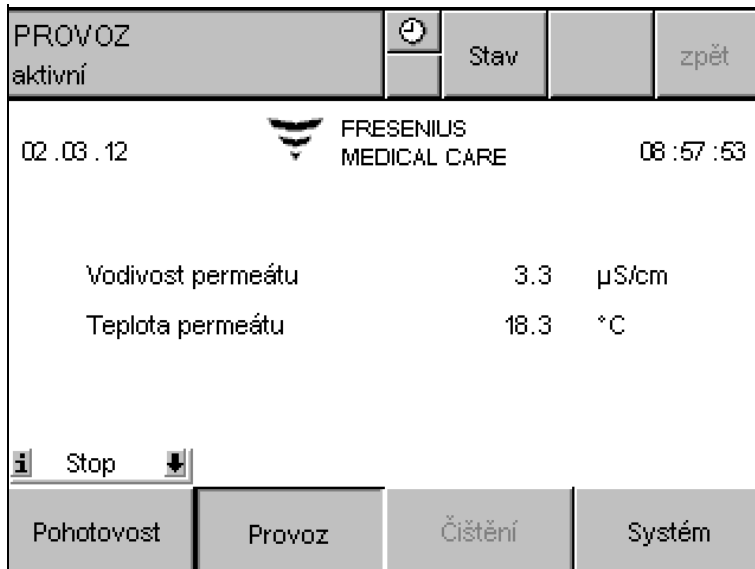 PROVOZ
aktivní
Stav
zpět
02.03.12
FRESENIUS
MEDICAL CARE
08:57:53
Vodivost permeátu 3.3 µS/cm
Teplota permeátu 18.3 °C
i Stop
Pohotovost
Provoz
Čištění
Systém